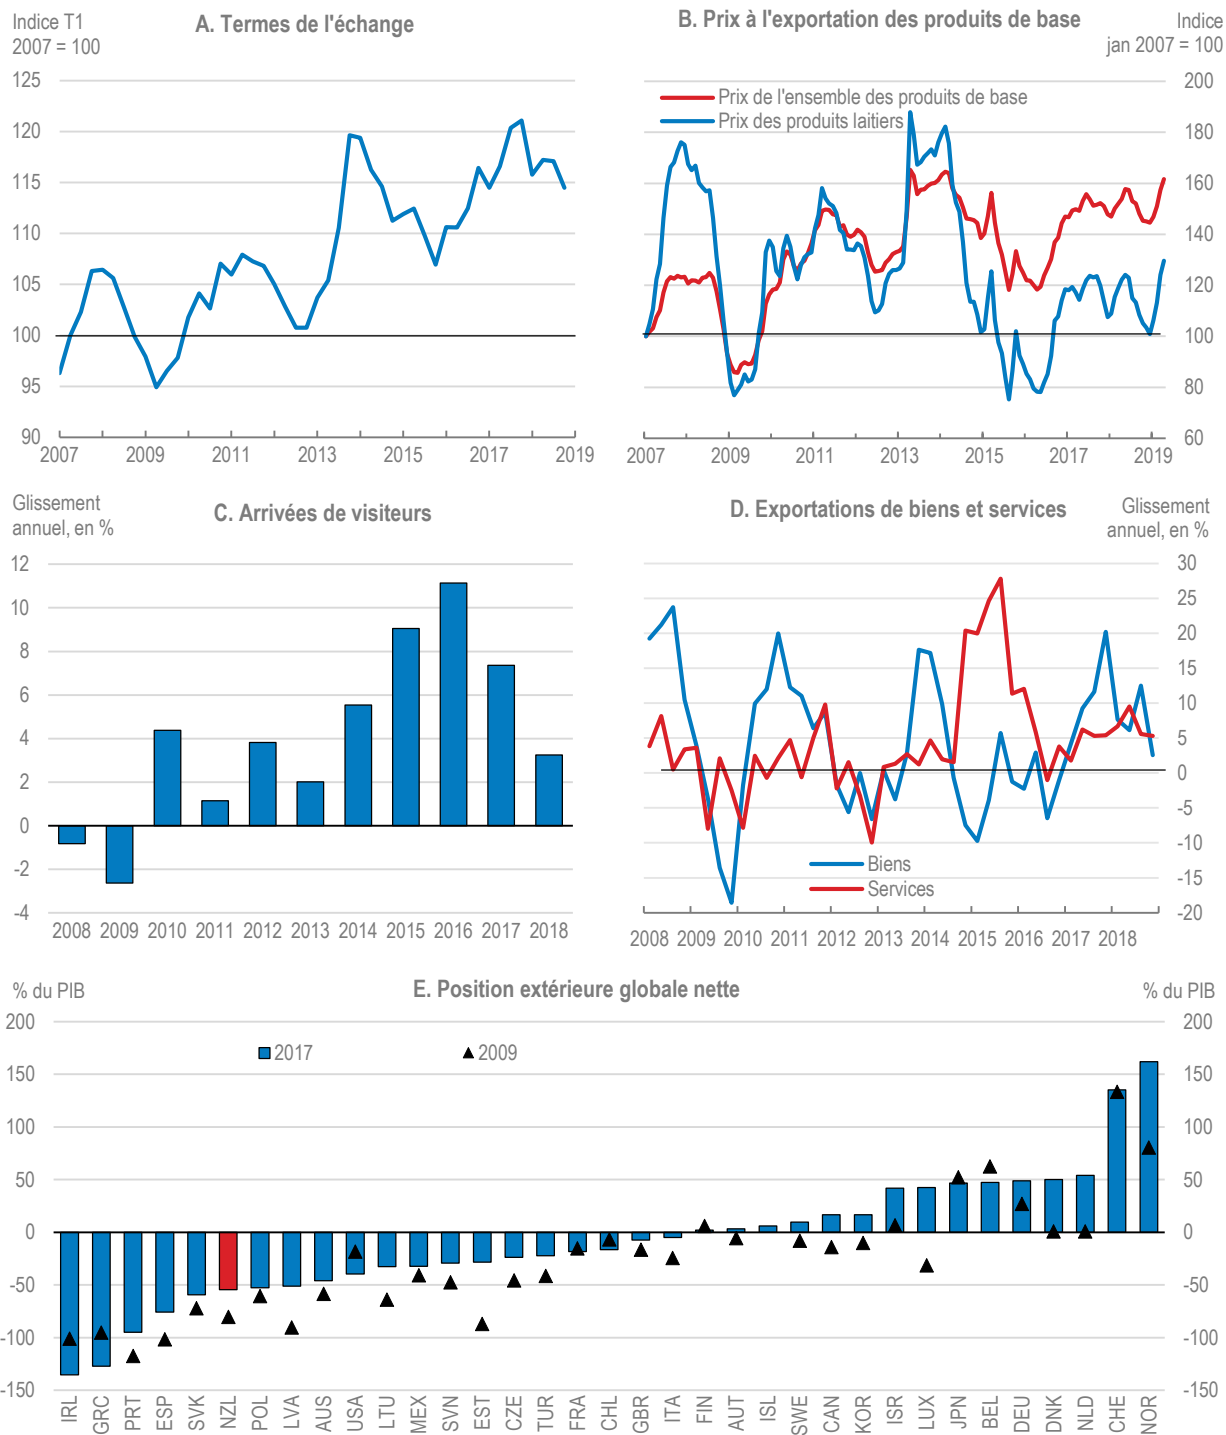 Indice T1
2007 = 100
A. Termes de l'échange
125
120
115
110
105
100
95
90
2007 2009 2011 2013 2015 2017 2019
B. Prix à l'exportation des produits de base
Indice
jan 2007 = 100
Prix de l'ensemble des produits de base
Prix des produits laitiers
200
180
160
140
120
100
80
60
2007 2009 2011 2013 2015 2017 2019
Glissement
annuel, en %
C. Arrivées de visiteurs
12
10
8
6
4
2
0
-2
-4
2008 2009 2010 2011 2012 2013 2014 2015 2016 2017 2018
D. Exportations de biens et services
Glissement
annuel, en %
30
25
20
15
10
5
0
-5
-10
-15
-20
Biens
Services
2008 2009 2010 2011 2012 2013 2014 2015 2016 2017 2018
% du PIB
E. Position extérieure globale nette
% du PIB
2017 2009
200 200
150 150
100 100
50 50
0 0
-50 -50
-100 -100
-150 -150
IRL GRC PRT ESP SVK NZL POL LVA AUS USA LTU MEX SVN EST CZE TUR FRA CHL GBR ITA FIN AUT ISL SWE CAN KOR ISR LUX JPN BEL DEU DNK NLD CHE NOR